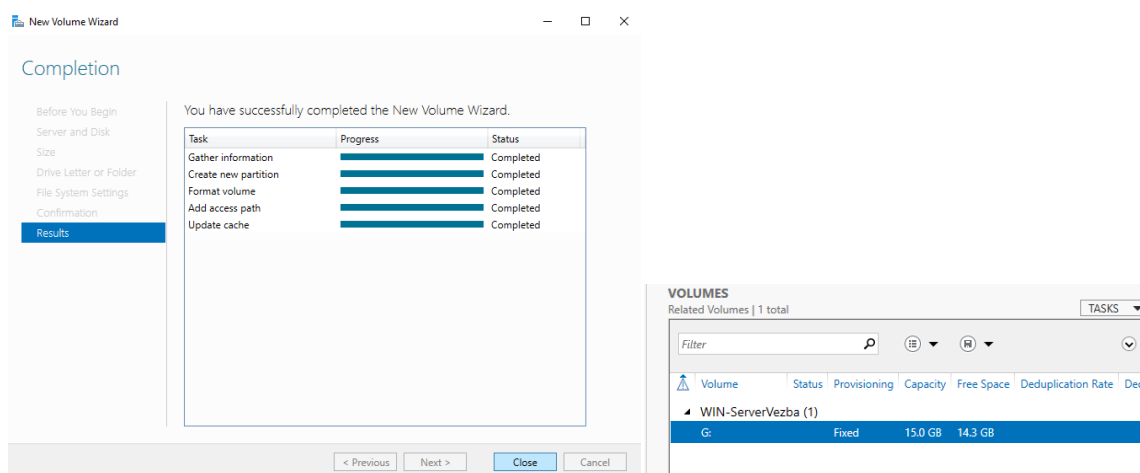 New Volume Wizard
Completion
Before You Begin
Server and Disk
Size
Drive Letter or Folder
File System Settings
Confirmation
Results
You have successfully completed the New Volume Wizard.
Task Progress Status
Gather information Completed
Create new partition Completed
Format volume Completed
Add access path Completed
Update cache Completed
< Previous Next > Close Cancel
VOLUMES
Related Volumes | 1 total
TASKS
Filter
Volume Status Provisioning Capacity Free Space Deduplication Rate Dec
WIN-ServerVezba (1)
G: Fixed 15.0 GB 14.3 GB